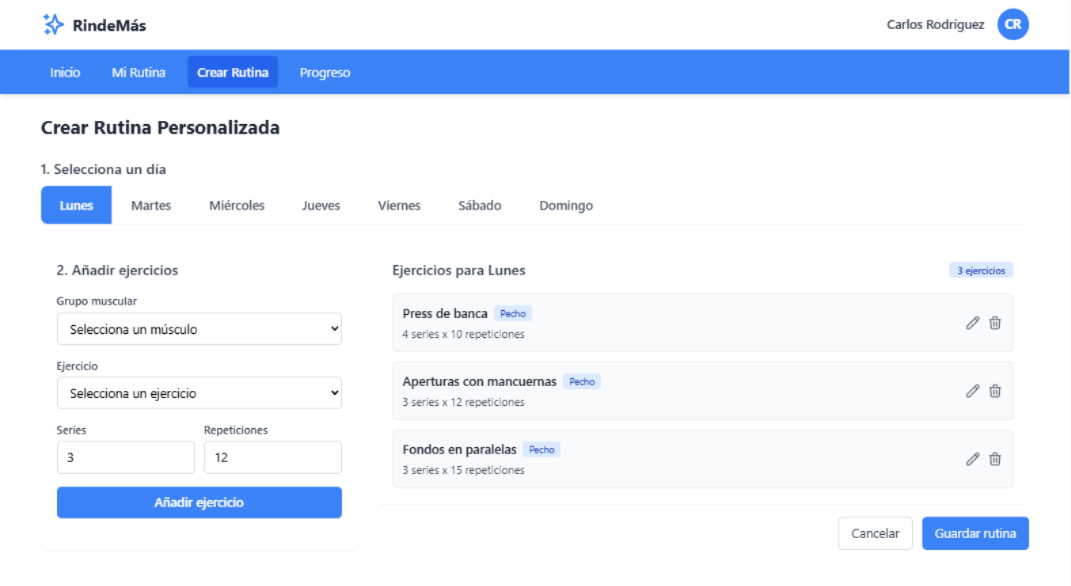 RindeMás
Carlos Rodríguez CR
Inicio Mi Rutina Crear Rutina Progreso
Crear Rutina Personalizada
1. Selecciona un día
Lunes Martes Miércoles Jueves Viernes Sábado Domingo
2. Añadir ejercicios
Grupo muscular
Selecciona un músculo
Ejercicio
Selecciona un ejercicio
Series Repeticiones
3 12
Añadir ejercicio
Ejercicios para Lunes 3 ejercicios
Press de banca Pecho
4 series x 10 repeticiones
Aperturas con mancuernas Pecho
3 series x 12 repeticiones
Fondos en paralelas Pecho
3 series x 15 repeticiones
Cancelar Guardar rutina